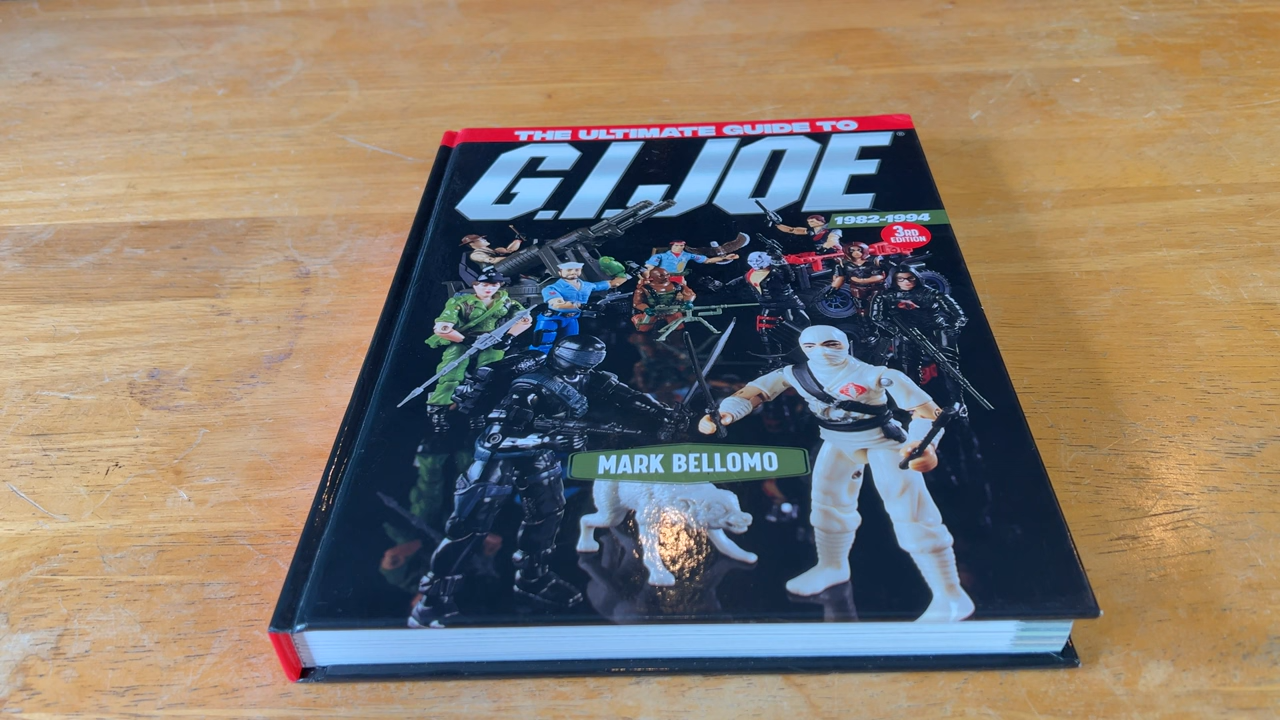 THE ULTIMATE GUIDE TO
G.I.JOE®
1982-1994
3RD
EDITION
MARK BELLOMO